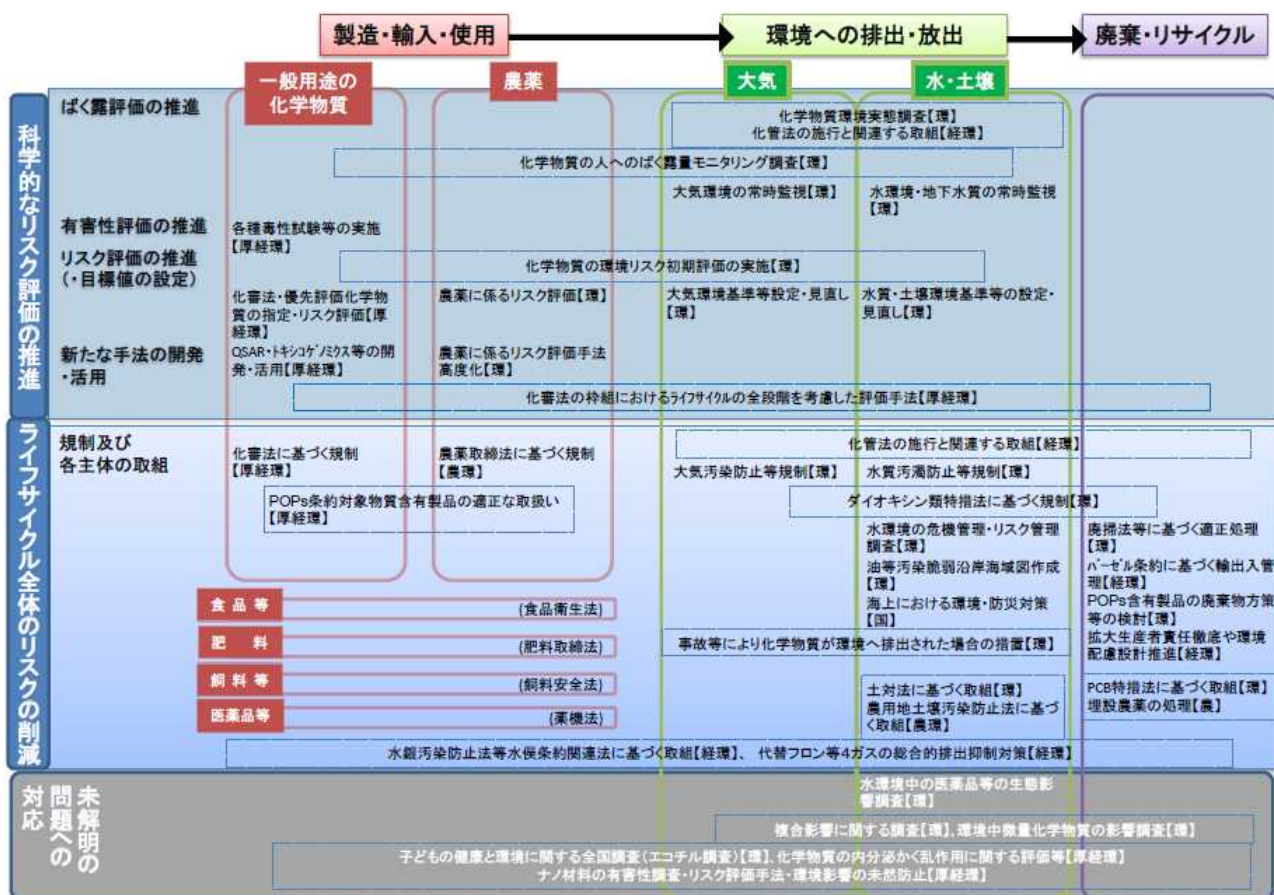 製造・輸入・使用
環境への排出・放出
廃棄・リサイクル
一般用途の
化学物質
農薬
大気
水・土壌
科学的なリスク評価の推進
ばく露評価の推進
化学物質環境実態調査【環】
化管法の施行と関連する取組【経環】
化学物質の人へのばく露量モニタリング調査【環】
大気環境の常時監視【環】
水環境・地下水質の常時監視
【環】
有害性評価の推進
各種毒性試験等の実施
【厚経環】
リスク評価の推進
(・目標値の設定)
化学物質の環境リスク初期評価の実施【環】
化審法・優先評価化学物
質の指定・リスク評価【厚
経環】
農薬に係るリスク評価【環】
大気環境基準等設定・見直し
【環】
水質・土壌環境基準等の設定・
見直し【環】
新たな手法の開発
・活用
QSAR・トキシコゲノミクス等の開
発・活用【厚経環】
農薬に係るリスク評価手法
高度化【環】
化審法の枠組におけるライフサイクルの全段階を考慮した評価手法【厚経環】
ライフサイクル全体のリスクの削減
規制及び
各主体の取組
化管法の施行と関連する取組【経環】
化審法に基づく規制
【厚経環】
農薬取締法に基づく規制
【農環】
大気汚染防止等規制【環】
水質汚濁防止等規制【環】
POPs条約対象物質含有製品の適正な取扱い
【厚経環】
ダイオキシン類特措法に基づく規制【環】
水環境の危機管理・リスク管理
調査【環】
油等汚染脆弱沿岸海域図作成
【環】
海上における環境・防災対策
【国】
廃掃法等に基づく適正処理
【環】
バーゼル条約に基づく輸出入管
理【経環】
POPs含有製品の廃棄物方策
等の検討【環】
拡大生産者責任徹底や環境
配慮設計推進【経環】
食品等
(食品衛生法)
肥 料
(肥料取締法)
事故等により化学物質が環境へ排出された場合の措置【環】
飼料等
(飼料安全法)
医薬品等
(薬機法)
土対法に基づく取組【環】
農用地土壌汚染防止法に基づ
く取組【農環】
PCB特措法に基づく取組【環】
埋設農薬の処理【農】
水銀汚染防止法等水俣条約関連法に基づく取組【経環】、代替フロン等4ガスの総合的排出抑制対策【経環】
未解明の
問題への
対応
水環境中の医薬品等の生態影
響調査【環】
複合影響に関する調査【環】、環境中微量化学物質の影響調査【環】
子どもの健康と環境に関する全国調査(エコチル調査)【環】、化学物質の内分泌かく乱作用に関する評価等【厚経環】
ナノ材料の有害性調査・リスク評価手法・環境影響の未然防止【厚経環】